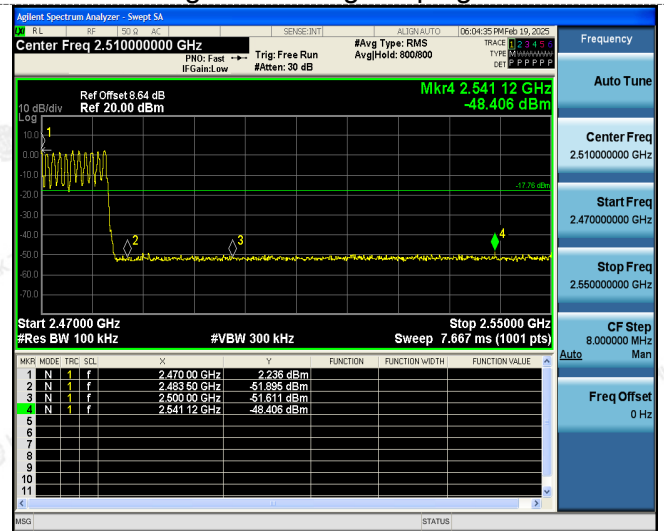 Agilent Spectrum Analyzer - Swept SA
RL RF 50 Ω AC SENSE:INT ALIGN AUTO 06:04:35 PM Feb 19, 2025
Center Freq 2.510000000 GHz
PNO: Fast
IFGain:Low
Trig: Free Run
#Atten: 30 dB
#Avg Type: RMS
Avg|Hold: 800/800
TRACE 1 2 3 4 5 6
TYPE M
DET P P P P P P
Frequency
Mkr4 2.541 12 GHz
-48.406 dBm
Ref Offset 8.64 dB
Ref 20.00 dBm
10 dB/div
Log
10.0
0.00
-10.0
-20.0
-30.0
-40.0
-50.0
-60.0
-70.0
1
2
3
4
-17.76 dBm
Start 2.47000 GHz
Stop 2.55000 GHz
#Res BW 100 kHz #VBW 300 kHz Sweep 7.667 ms (1001 pts)
MKR MODE TRC SCL X Y FUNCTION FUNCTION WIDTH FUNCTION VALUE
1 N 1 f 2.470 00 GHz 2.236 dBm
2 N 1 f 2.483 50 GHz -51.895 dBm
3 N 1 f 2.500 00 GHz -51.611 dBm
4 N 1 f 2.541 12 GHz -48.406 dBm
5
6
7
8
9
10
11
MSG STATUS
Auto Tune
Center Freq
2.510000000 GHz
Start Freq
2.470000000 GHz
Stop Freq
2.550000000 GHz
CF Step
8.000000 MHz
Auto Man
Freq Offset
0 Hz